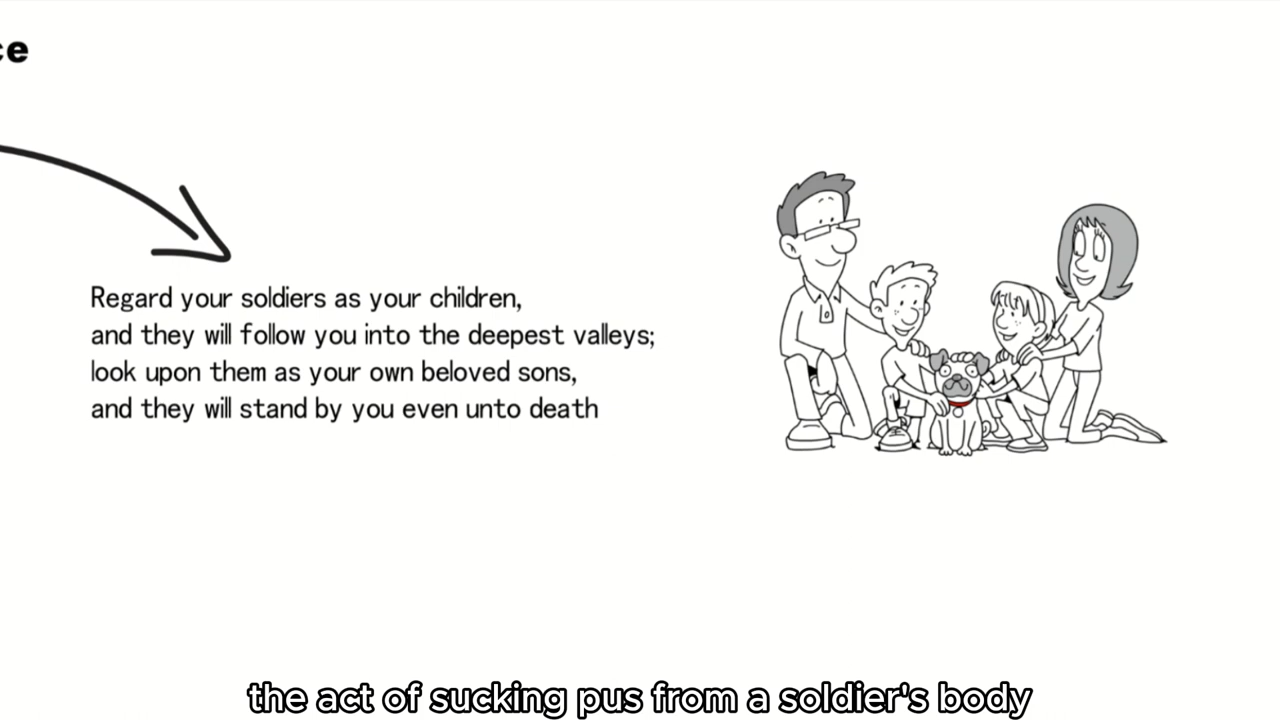 ce
Regard your soldiers as your children,
and they will follow you into the deepest valleys;
look upon them as your own beloved sons,
and they will stand by you even unto death
the act of sucking pus from a soldier's body